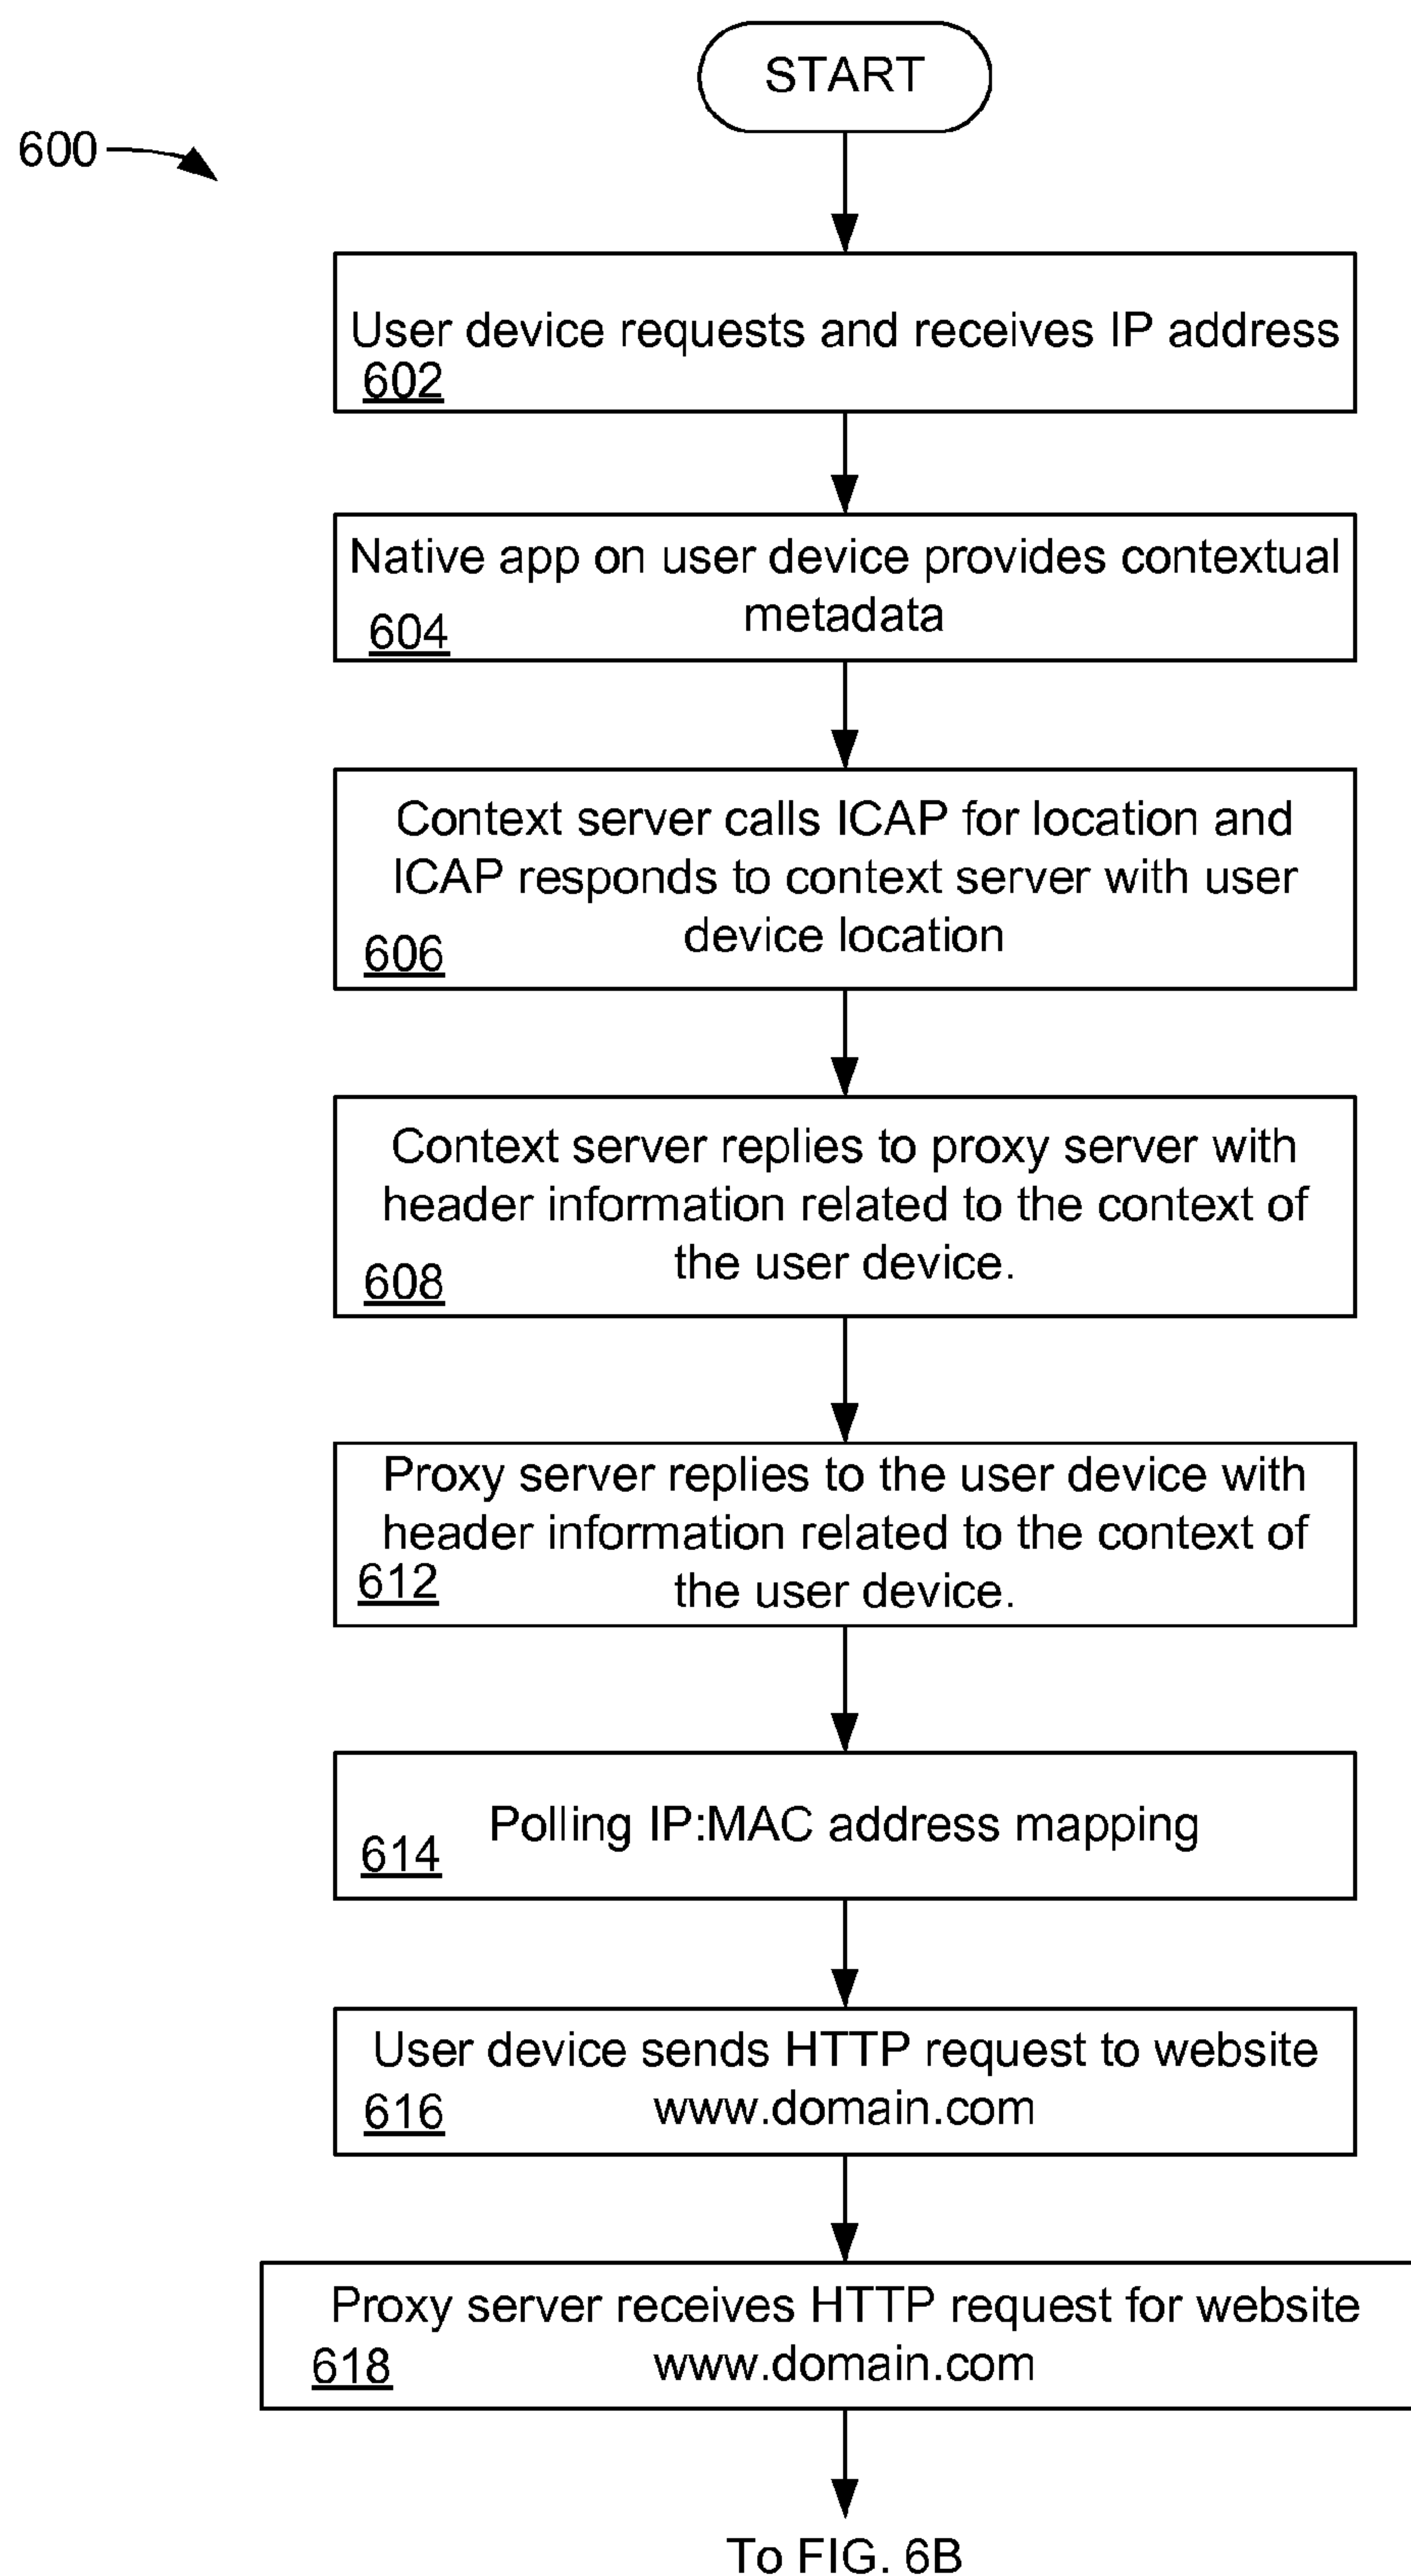 START
600
User device requests and receives IP address
602
Native app on user device provides contextual
metadata
604
Context server calls ICAP for location and
ICAP responds to context server with user
device location
606
Context server replies to proxy server with
header information related to the context of
the user device.
608
Proxy server replies to the user device with
header information related to the context of
the user device.
612
Polling IP:MAC address mapping
614
User device sends HTTP request to website
www.domain.com
616
Proxy server receives HTTP request for website
www.domain.com
618
To FIG. 6B